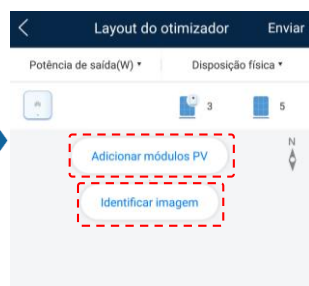 Layout do otimizador Enviar
Potência de saída(W) Disposição física
3 5
Adicionar módulos PV
N
Identificar imagem